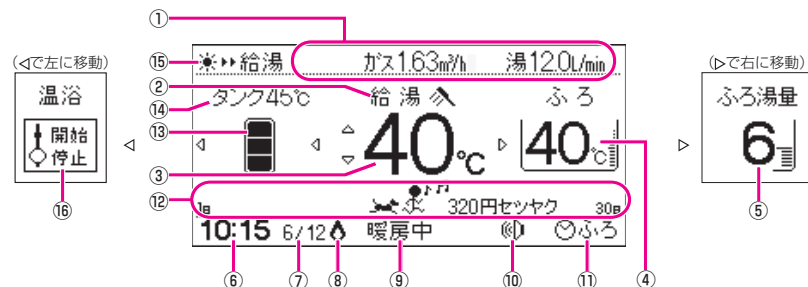 ①
⑮ ☀▸▸給湯 ガス1.63m³/h 湯12.0L/min
(◁で左に移動)
温浴
開始
停止
⑯
② ⑭ タンク45℃ 給湯 ふろ
⑬ ③ 40℃ 40℃ ④
(▷で右に移動)
ふろ湯量
6
⑤
⑫ 1日 320円セツヤク 30日
10:15 6/12 暖房中 ふろ
⑥ ⑦ ⑧ ⑨ ⑩ ⑪